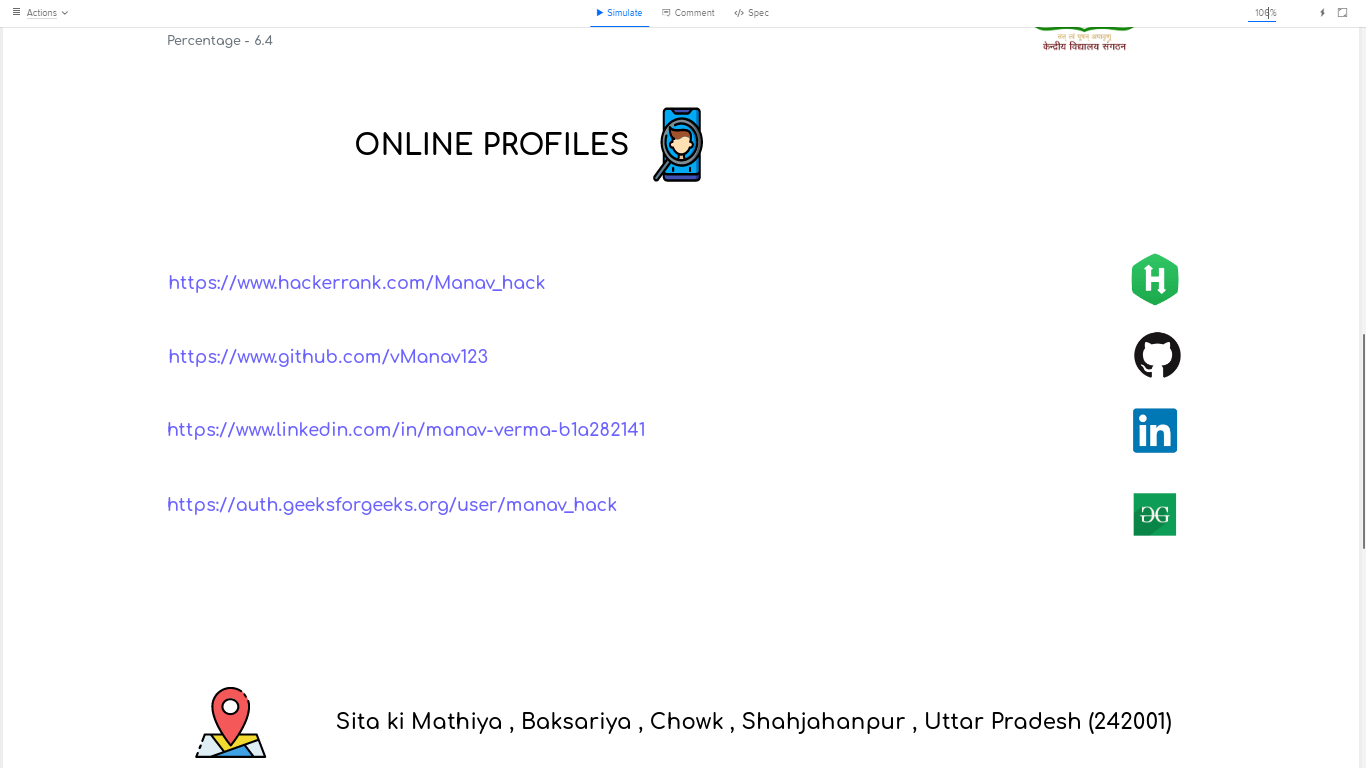 Actions
Simulate
Comment
Spec
106%
Percentage - 6.4
केन्द्रीय विद्यालय संगठन
ONLINE PROFILES
https://www.hackerrank.com/Manav_hack
H
https://www.github.com/vManav123
https://www.linkedin.com/in/manav-verma-b1a282141
in
https://auth.geeksforgeeks.org/user/manav_hack
Sita ki Mathiya , Baksariya , Chowk , Shahjahanpur , Uttar Pradesh (242001)